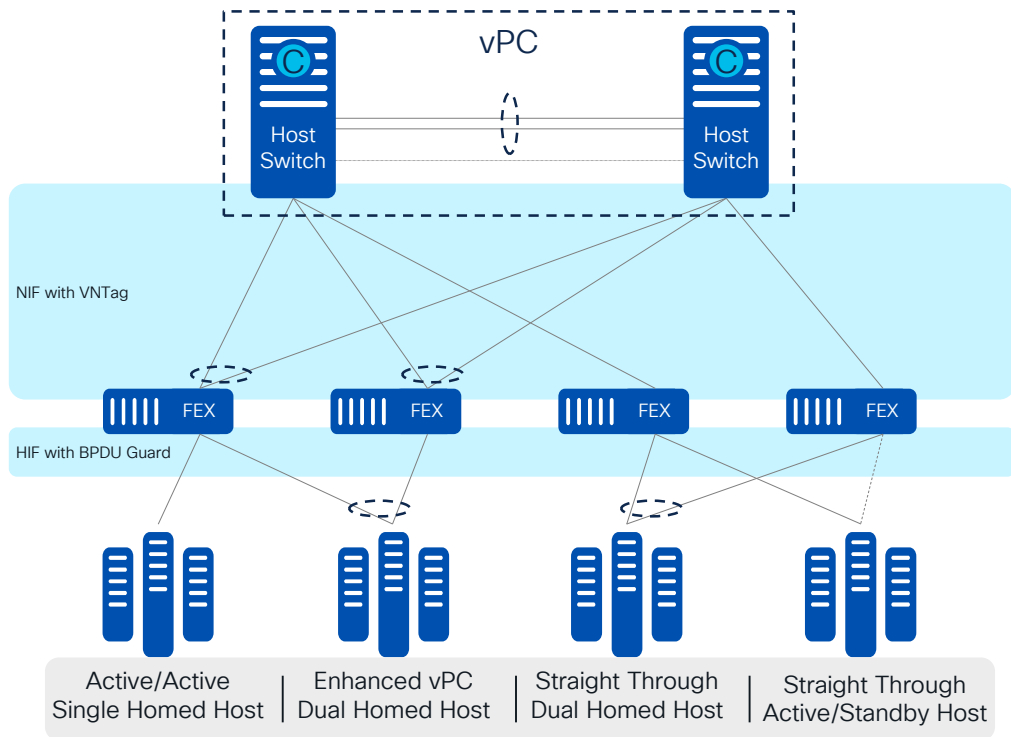 vPC
C
C
Host
Switch
Host
Switch
NIF with VNTag
FEX
FEX
FEX
FEX
HIF with BPDU Guard
Active/Active
Single Homed Host
Enhanced vPC
Dual Homed Host
Straight Through
Dual Homed Host
Straight Through
Active/Standby Host